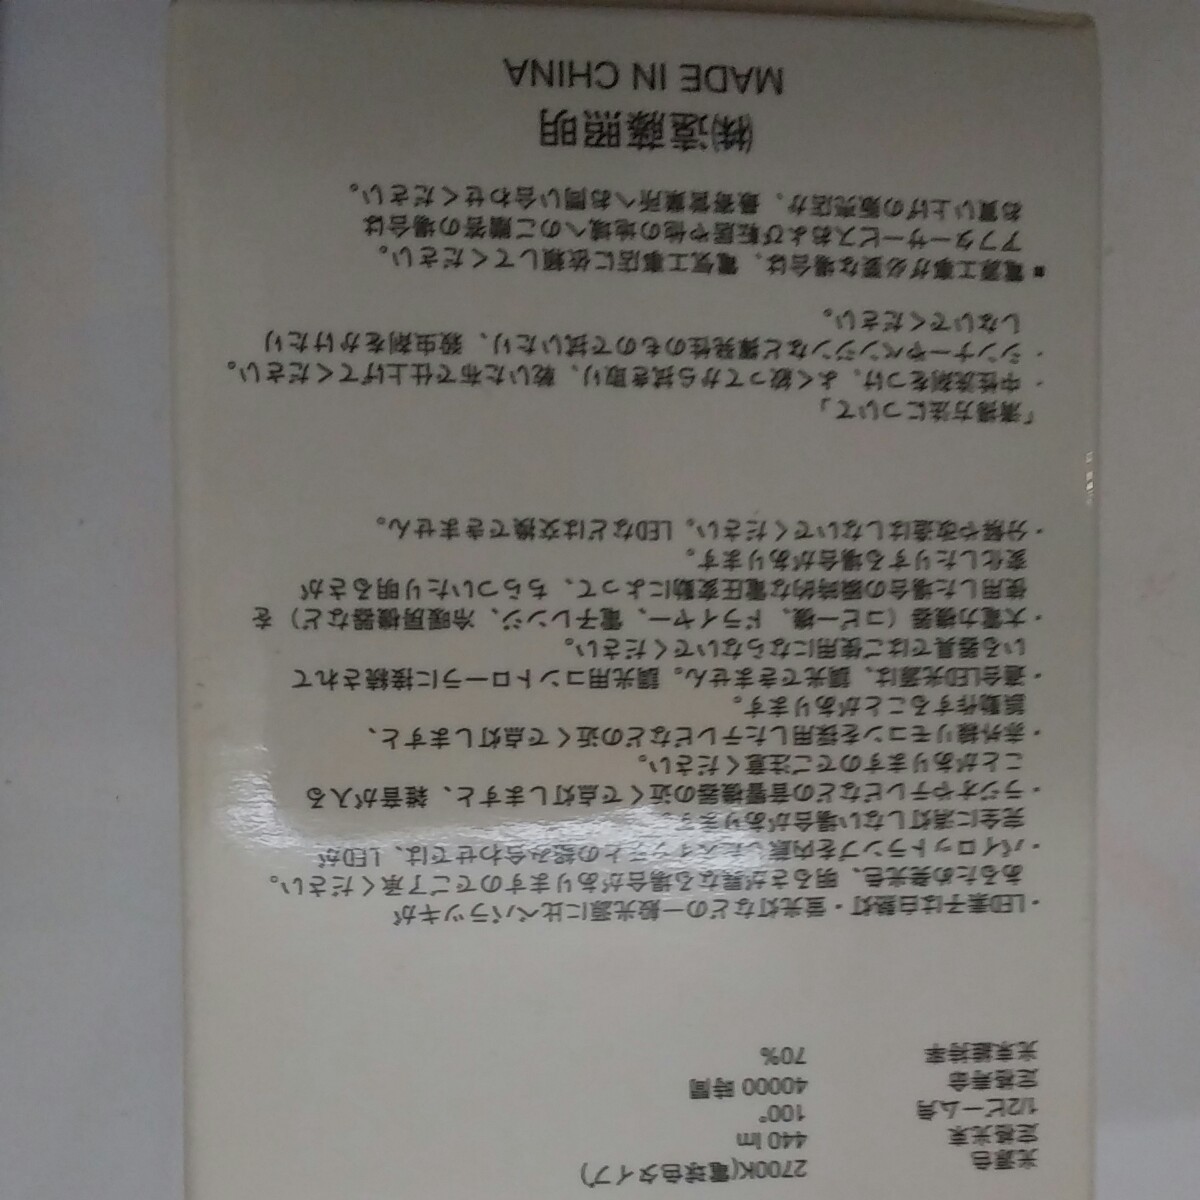 光源色 2700K(電球色タイプ)
定格光束 440 lm
1/2ビーム角 100°
定格寿命 40000 時間
光束維持率 70%
・LED素子は白熱灯・蛍光灯などの一般光源に比べバラツキが
あるため発光色、明るさが異なる場合がありますのでご了承ください。
・パイロットランプを内蔵したスイッチとの組み合わせでは、LEDが
完全に消灯しない場合があります。
・ラジオやテレビなどの音響機器の近くで点灯しますと、雑音が入る
ことがありますのでご注意ください。
・赤外線リモコンを採用したテレビなどの近くで点灯しますと、
誤動作することがあります。
・適合LED光源は、調光できません。調光用コントローラに接続されて
いる器具ではご使用にならないでください。
・大電力機器（コピー機、ドライヤー、電子レンジ、冷暖房機器など）を
使用した場合の瞬時的な電圧変動によって、ちらついたり明るさが
変化したりする場合があります。
・分解や改造はしないでください。LEDなどは交換できません。
「清掃方法について」
・中性洗剤をつけ、よく絞ってから拭き取り、乾いた布で仕上げてください。
・シンナーやベンジンなど揮発性のもので拭いたり、殺虫剤をかけたり
しないでください。
■電源工事が必要な場合は、電気工事店に依頼してください。
アフターサービスおよび転居や他の地域へのご贈答の場合は
お買い上げの販売店か、最寄営業所へお問い合わせください。
㈱遠藤照明
MADE IN CHINA